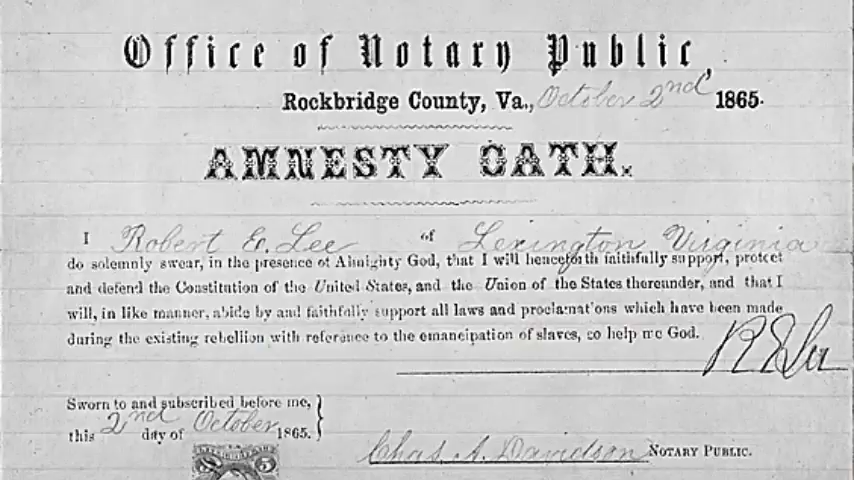 Office of Notary Public,
Rockbridge County, Va., October 2nd 1865.
AMNESTY OATH.
I Robert E. Lee of Lexington Virginia
do solemnly swear, in the presence of Almighty God, that I will henceforth faithfully support, protect
and defend the Constitution of the United States, and the Union of the States thereunder, and that I
will, in like manner, abide by and faithfully support all laws and proclamations which have been made
during the existing rebellion with reference to the emancipation of slaves, so help me God.
R E Lee
Sworn to and subscribed before me,
this 2nd day of October 1865.
Chas. A. Davidson NOTARY PUBLIC.
5